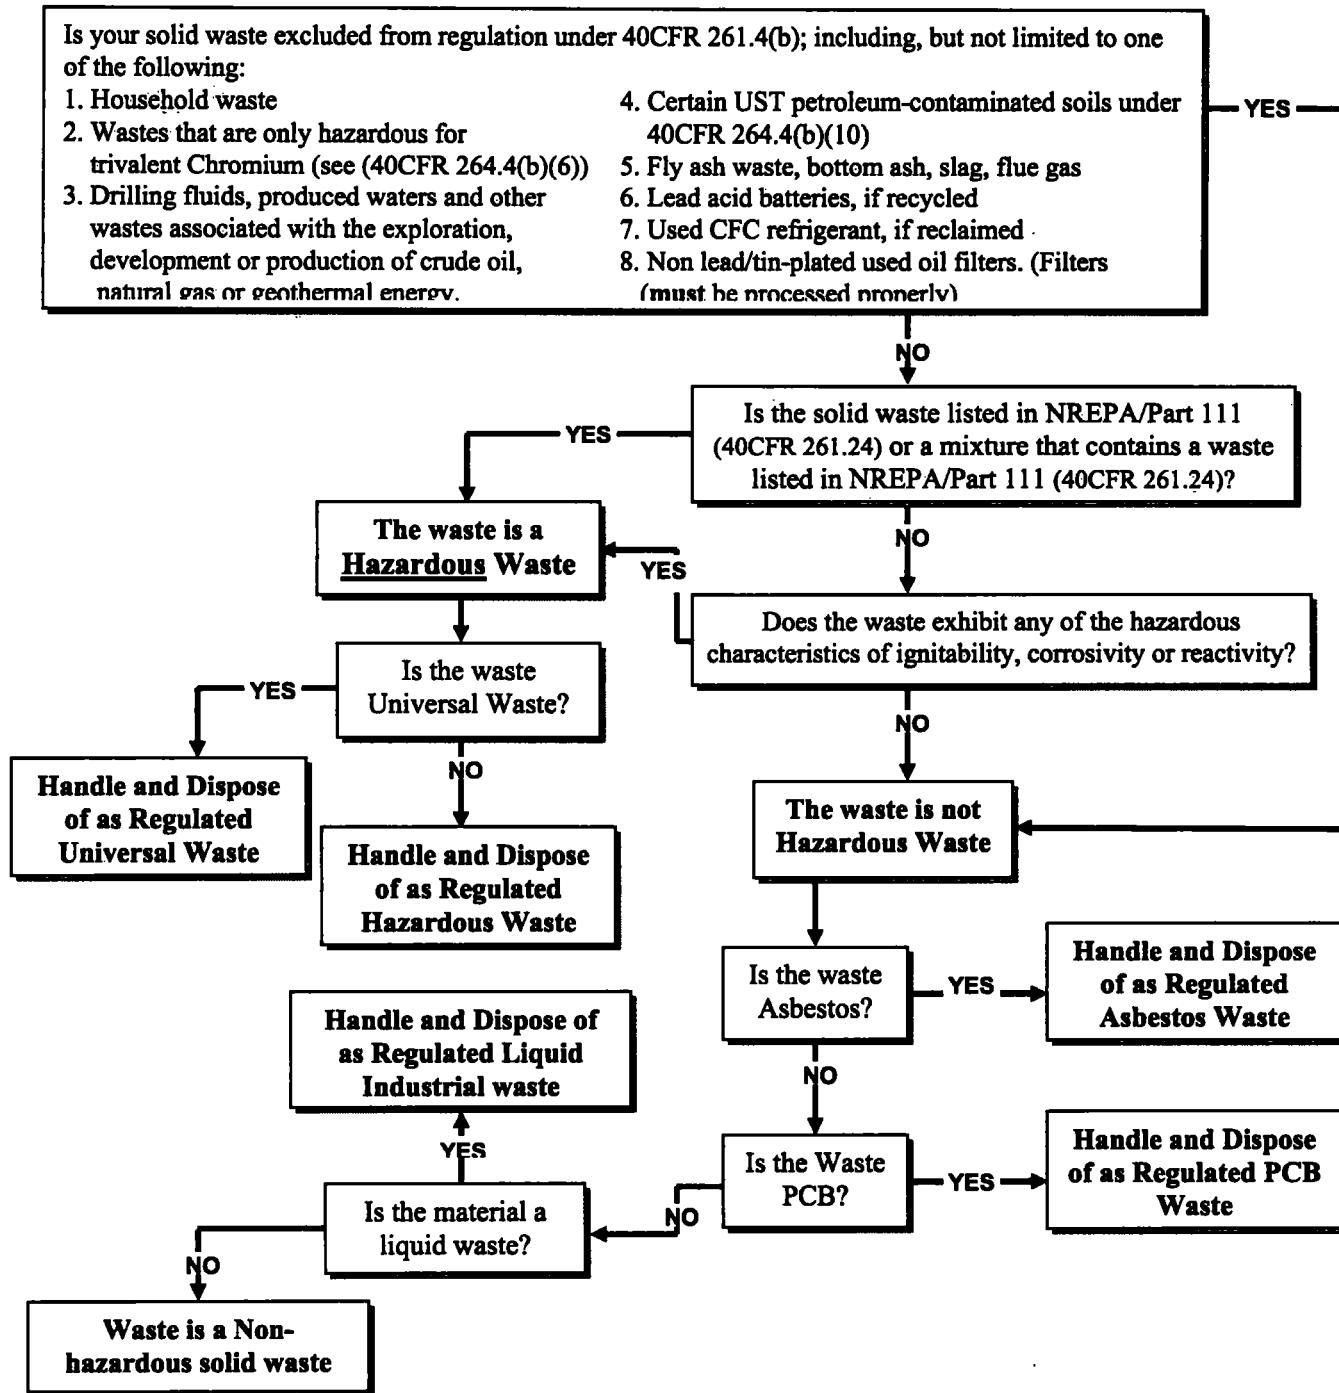 Is your solid waste excluded from regulation under 40CFR 261.4(b); including, but not limited to one
of the following:
1. Household waste
2. Wastes that are only hazardous for
trivalent Chromium (see (40CFR 264.4(b)(6))
3. Drilling fluids, produced waters and other
wastes associated with the exploration,
development or production of crude oil,
natural gas or geothermal energy.
4. Certain UST petroleum-contaminated soils under
40CFR 264.4(b)(10)
5. Fly ash waste, bottom ash, slag, flue gas
6. Lead acid batteries, if recycled
7. Used CFC refrigerant, if reclaimed
8. Non lead/tin-plated used oil filters. (Filters
(must be processed properly)
YES
NO
Is the solid waste listed in NREPA/Part 111
(40CFR 261.24) or a mixture that contains a waste
listed in NREPA/Part 111 (40CFR 261.24)?
YES
NO
The waste is a
Hazardous Waste
YES
Does the waste exhibit any of the hazardous
characteristics of ignitability, corrosivity or reactivity?
Is the waste
Universal Waste?
YES
NO
NO
Handle and Dispose
of as Regulated
Universal Waste
Handle and Dispose
of as Regulated
Hazardous Waste
The waste is not
Hazardous Waste
Is the waste
Asbestos?
YES
Handle and Dispose
of as Regulated
Asbestos Waste
NO
Handle and Dispose of
as Regulated Liquid
Industrial waste
YES
Is the Waste
PCB?
YES
Handle and Dispose
of as Regulated PCB
Waste
NO
Is the material a
liquid waste?
NO
Waste is a Non-
hazardous solid waste